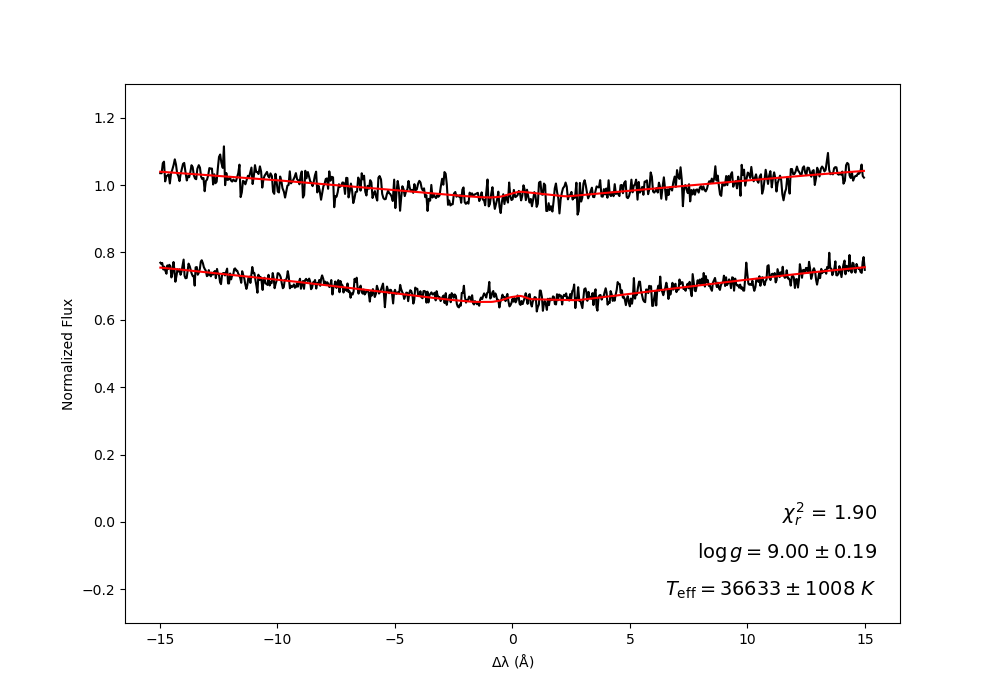 Normalized Flux
1.2
1.0
0.8
0.6
0.4
0.2
0.0
−0.2
χ²ᵣ = 1.90
log g = 9.00 ± 0.19
T_eff = 36633 ± 1008 K
−15 −10 −5 0 5 10 15
Δλ (Å)